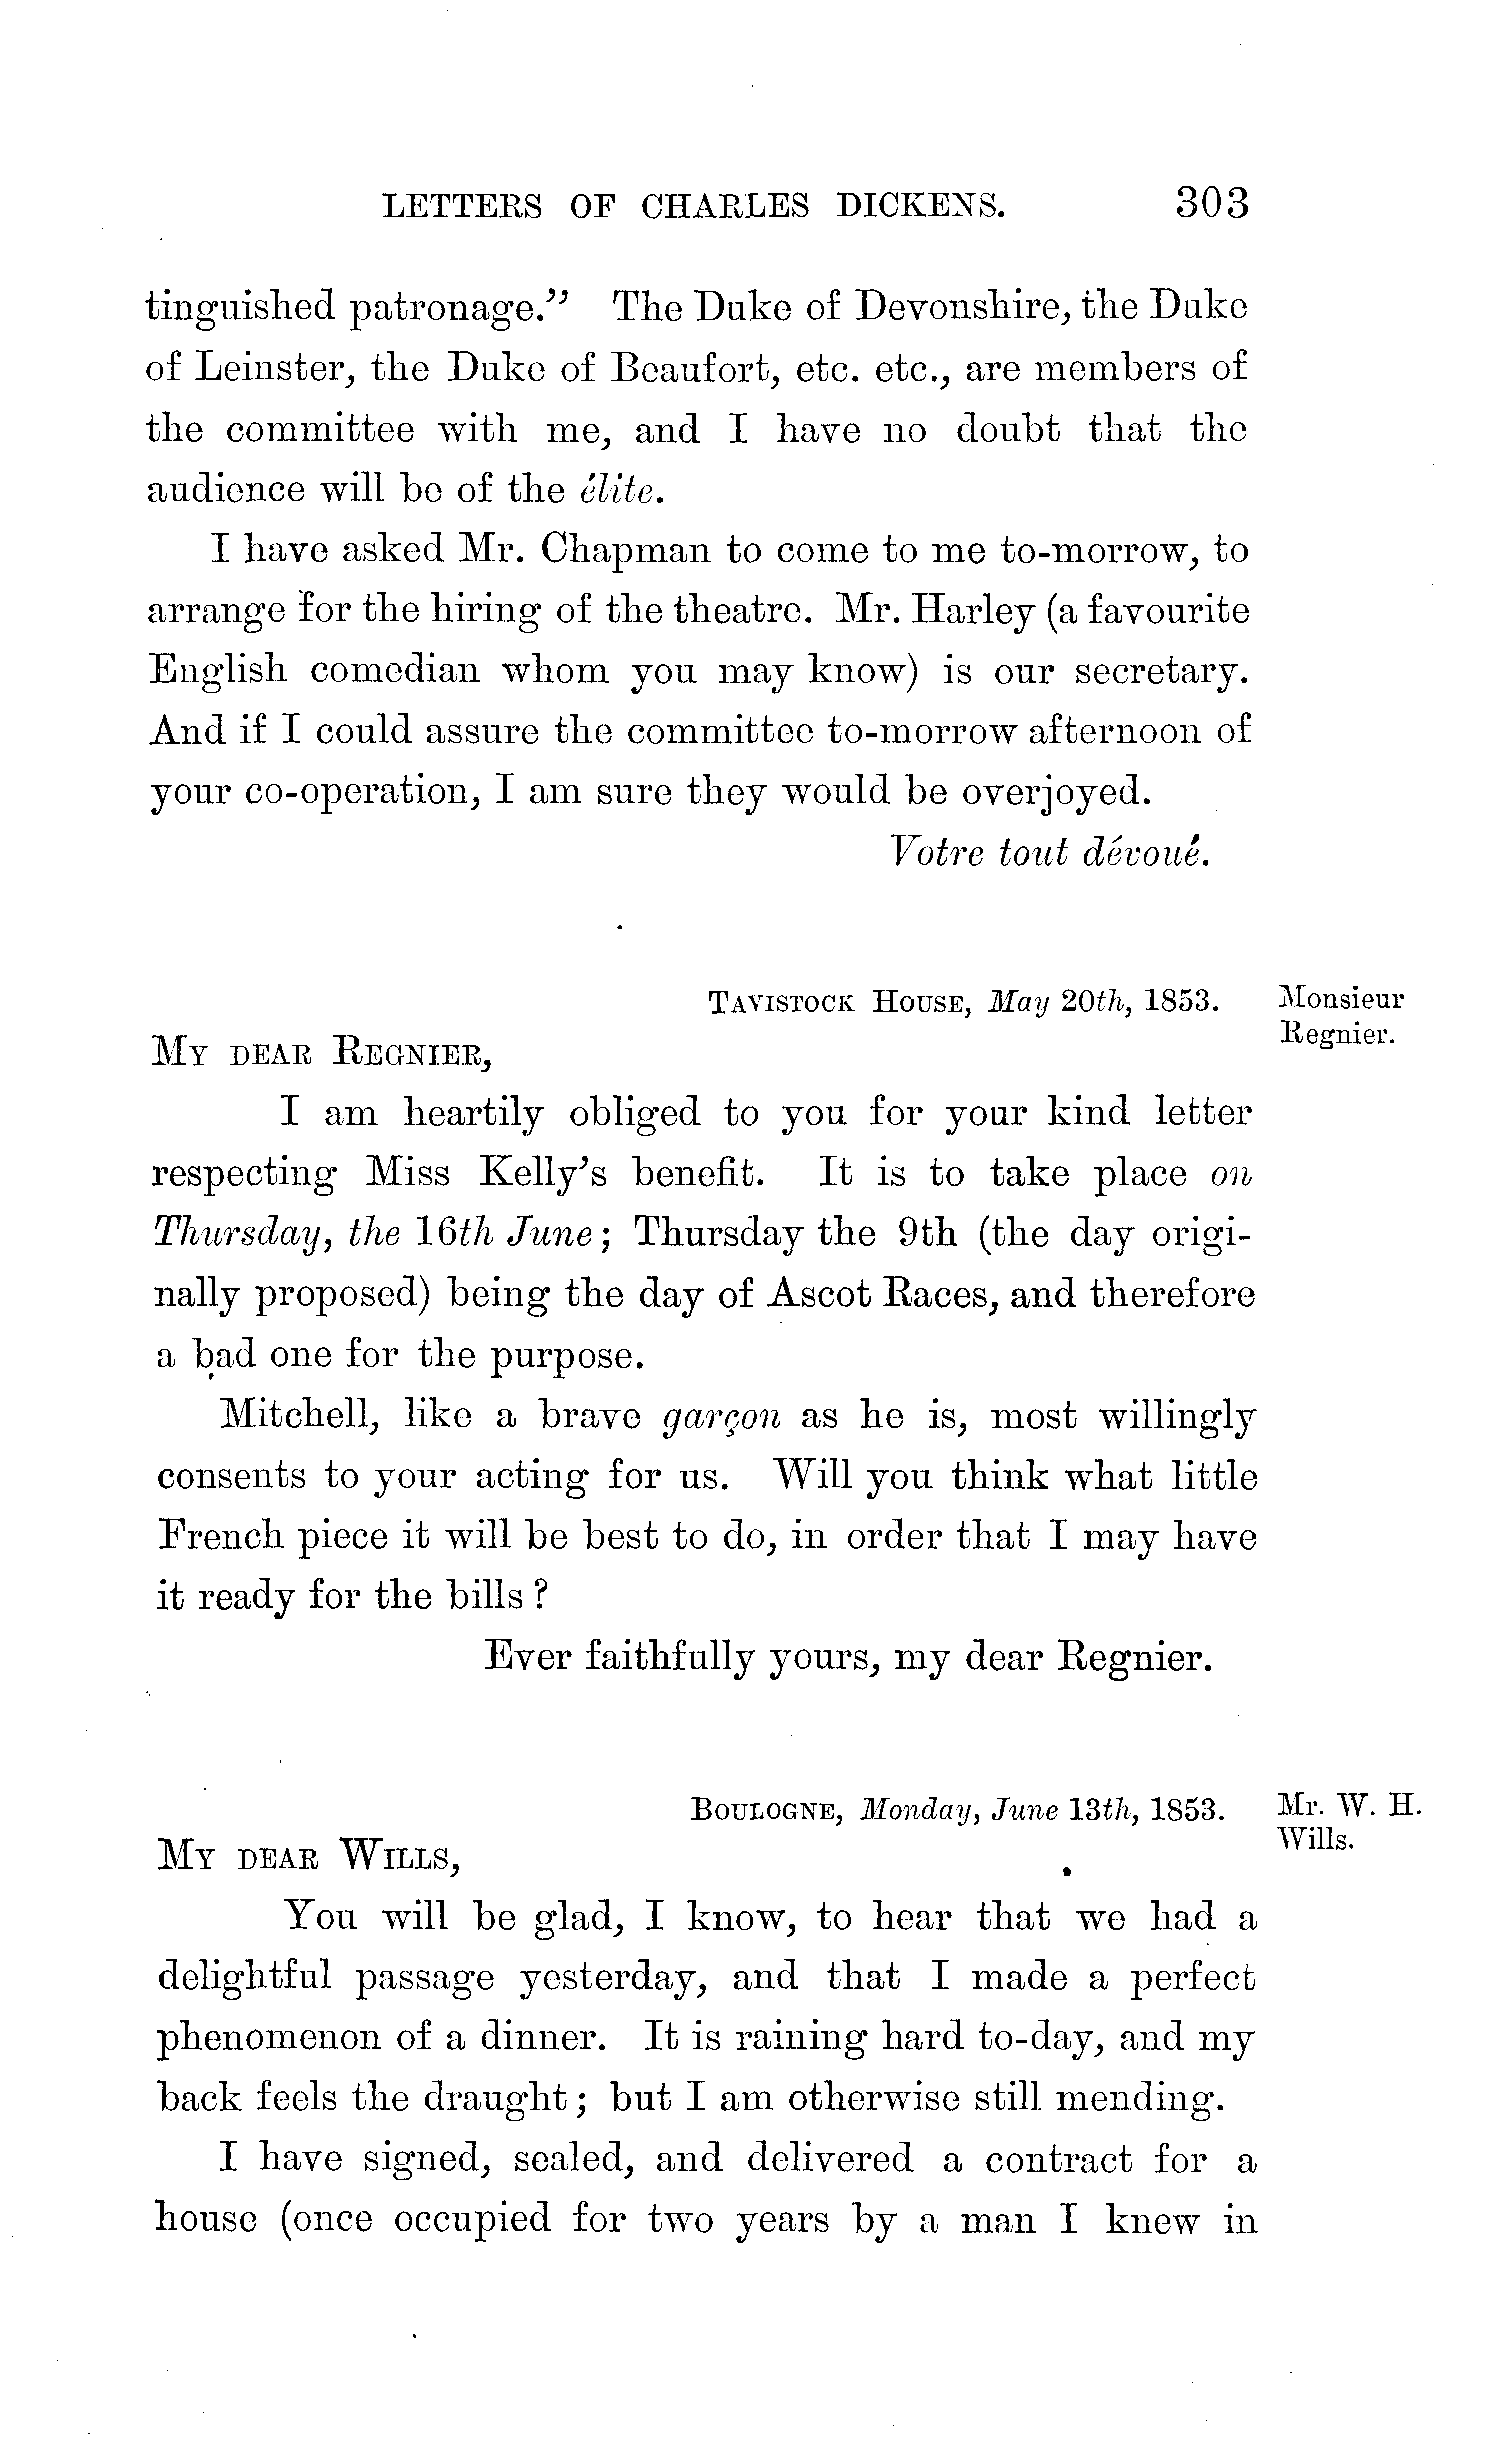 LETTERS OF CHARLES DICKENS. 303
tinguished patronage.” The Duke of Devonshire, the Duke
of Leinster, the Duke of Beaufort, etc. etc., are members of
the committee with me, and I have no doubt that the
audience will be of the élite.
I have asked Mr. Chapman to come to me to-morrow, to
arrange for the hiring of the theatre. Mr. Harley (a favourite
English comedian whom you may know) is our secretary.
And if I could assure the committee to-morrow afternoon of
your co-operation, I am sure they would be overjoyed.
Votre tout dévoué.
Tavistock House, May 20th, 1853.
Monsieur
Regnier.
My dear Regnier,
I am heartily obliged to you for your kind letter
respecting Miss Kelly’s benefit. It is to take place on
Thursday, the 16th June; Thursday the 9th (the day origi-
nally proposed) being the day of Ascot Races, and therefore
a bad one for the purpose.
Mitchell, like a brave garçon as he is, most willingly
consents to your acting for us. Will you think what little
French piece it will be best to do, in order that I may have
it ready for the bills?
Ever faithfully yours, my dear Regnier.
Boulogne, Monday, June 13th, 1853.
Mr. W. H.
Wills.
My dear Wills,
You will be glad, I know, to hear that we had a
delightful passage yesterday, and that I made a perfect
phenomenon of a dinner. It is raining hard to-day, and my
back feels the draught; but I am otherwise still mending.
I have signed, sealed, and delivered a contract for a
house (once occupied for two years by a man I knew in